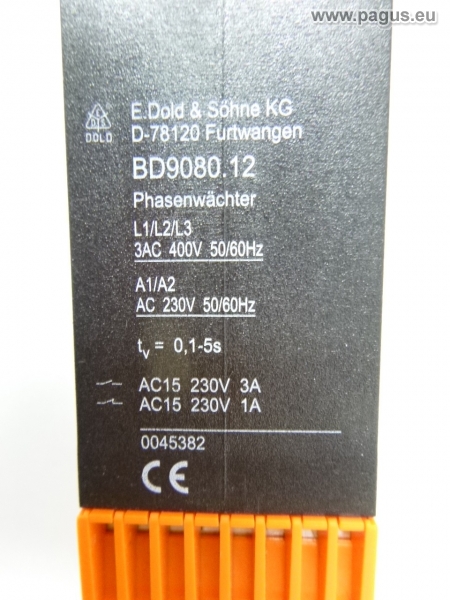 www.pagus.eu
E.Dold & Söhne KG
DOLD
D-78120 Furtwangen
BD9080.12
Phasenwächter
L1/L2/L3
3AC 400V 50/60Hz
A1/A2
AC 230V 50/60Hz
tv = 0,1-5s
AC15 230V 3A
AC15 230V 1A
0045382
CE